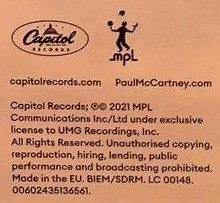 Capitol
RECORDS
MPL
capitolrecords.com PaulMcCartney.com
Capitol Records; ℗© 2021 MPL
Communications Inc/Ltd under exclusive
license to UMG Recordings, Inc.
All Rights Reserved. Unauthorised copying,
reproduction, hiring, lending, public
performance and broadcasting prohibited.
Made in the EU. BIEM/SDRM. LC 00148.
00602435136561.